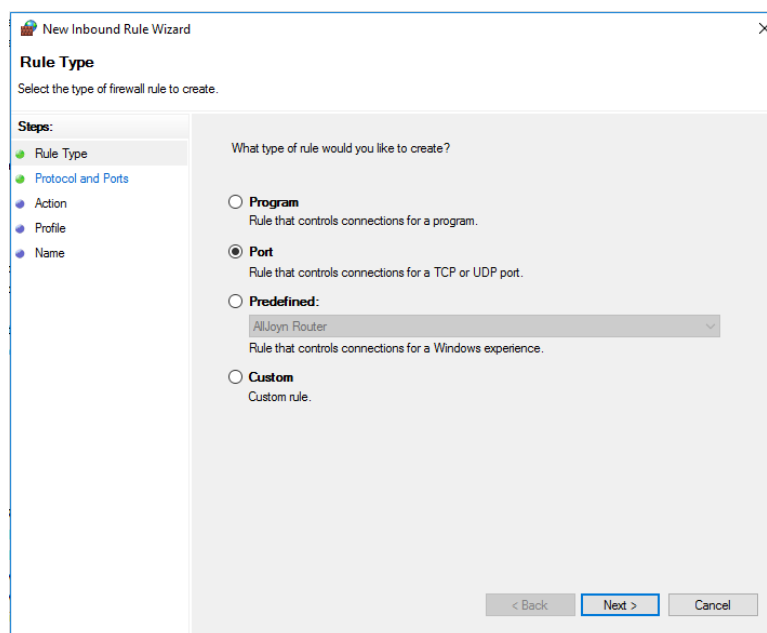 New Inbound Rule Wizard
Rule Type
Select the type of firewall rule to create.
Steps:
Rule Type
Protocol and Ports
Action
Profile
Name
What type of rule would you like to create?
Program
Rule that controls connections for a program.
Port
Rule that controls connections for a TCP or UDP port.
Predefined:
AllJoyn Router
Rule that controls connections for a Windows experience.
Custom
Custom rule.
< Back
Next >
Cancel